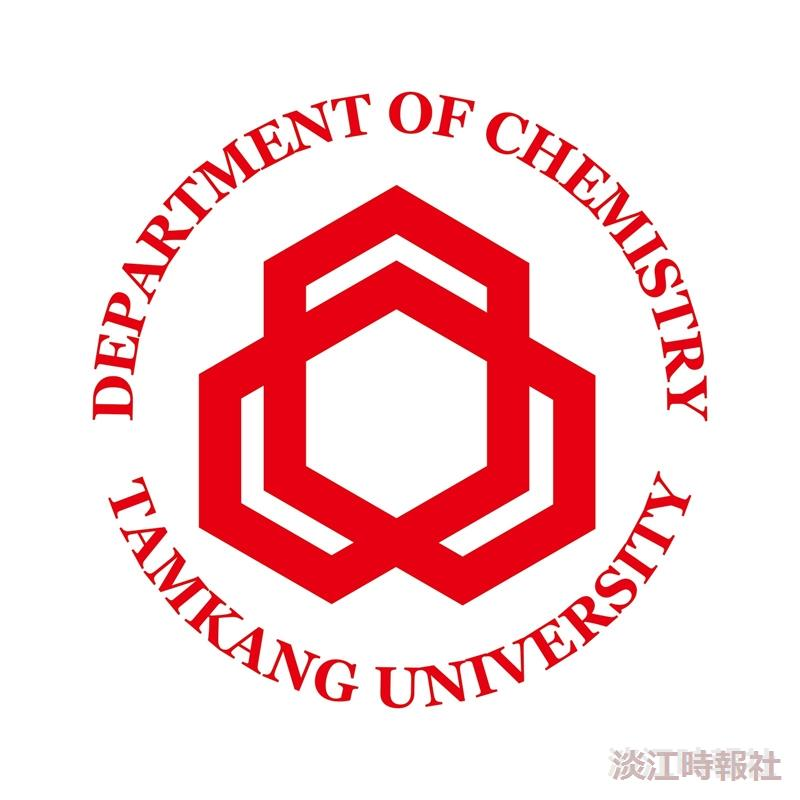 DEPARTMENT OF CHEMISTRY
TAMKANG UNIVERSITY
淡江時報社